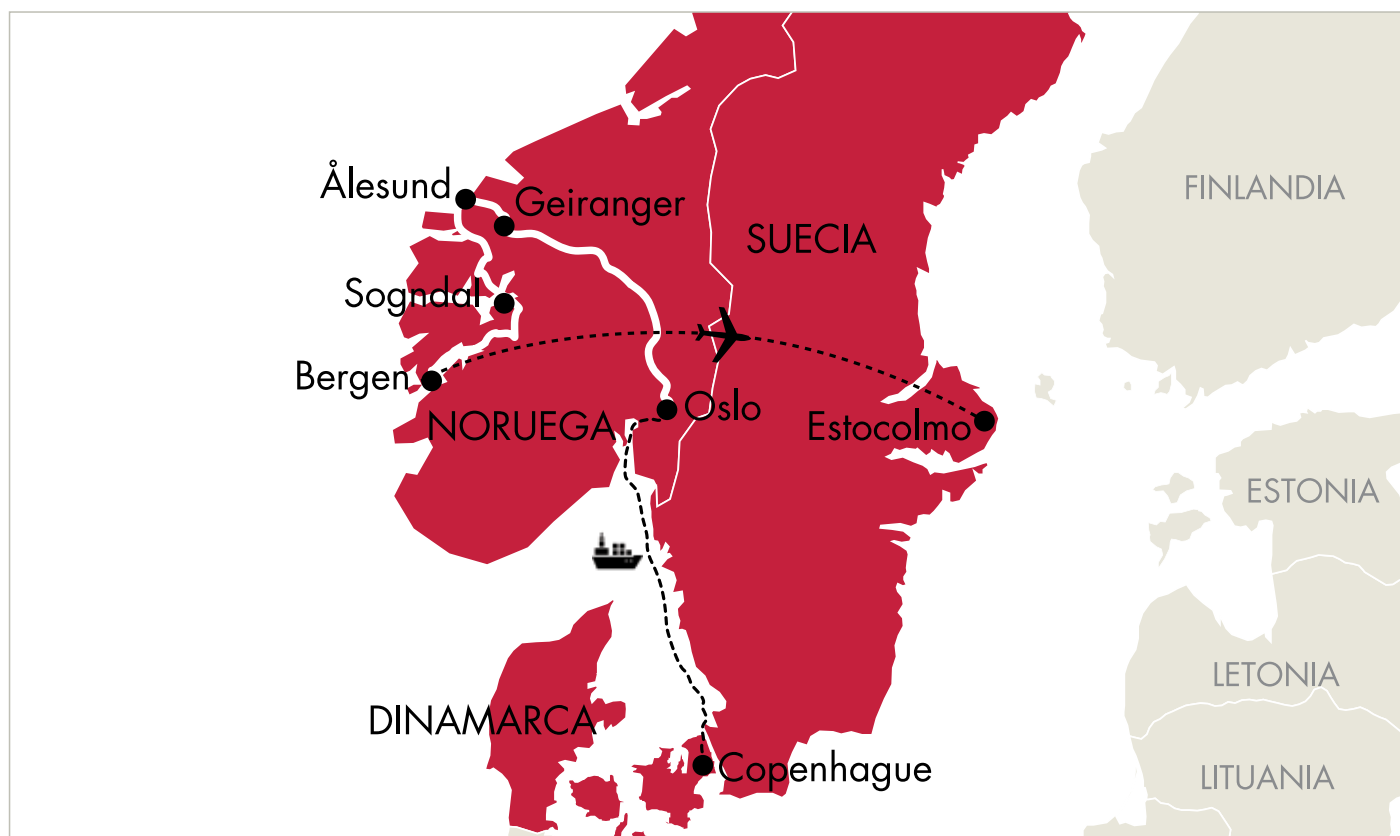 Ålesund
Geiranger
FINLANDIA
SUECIA
Sogndal
Bergen
Oslo
NORUEGA
Estocolmo
ESTONIA
LETONIA
DINAMARCA
Copenhague
LITUANIA